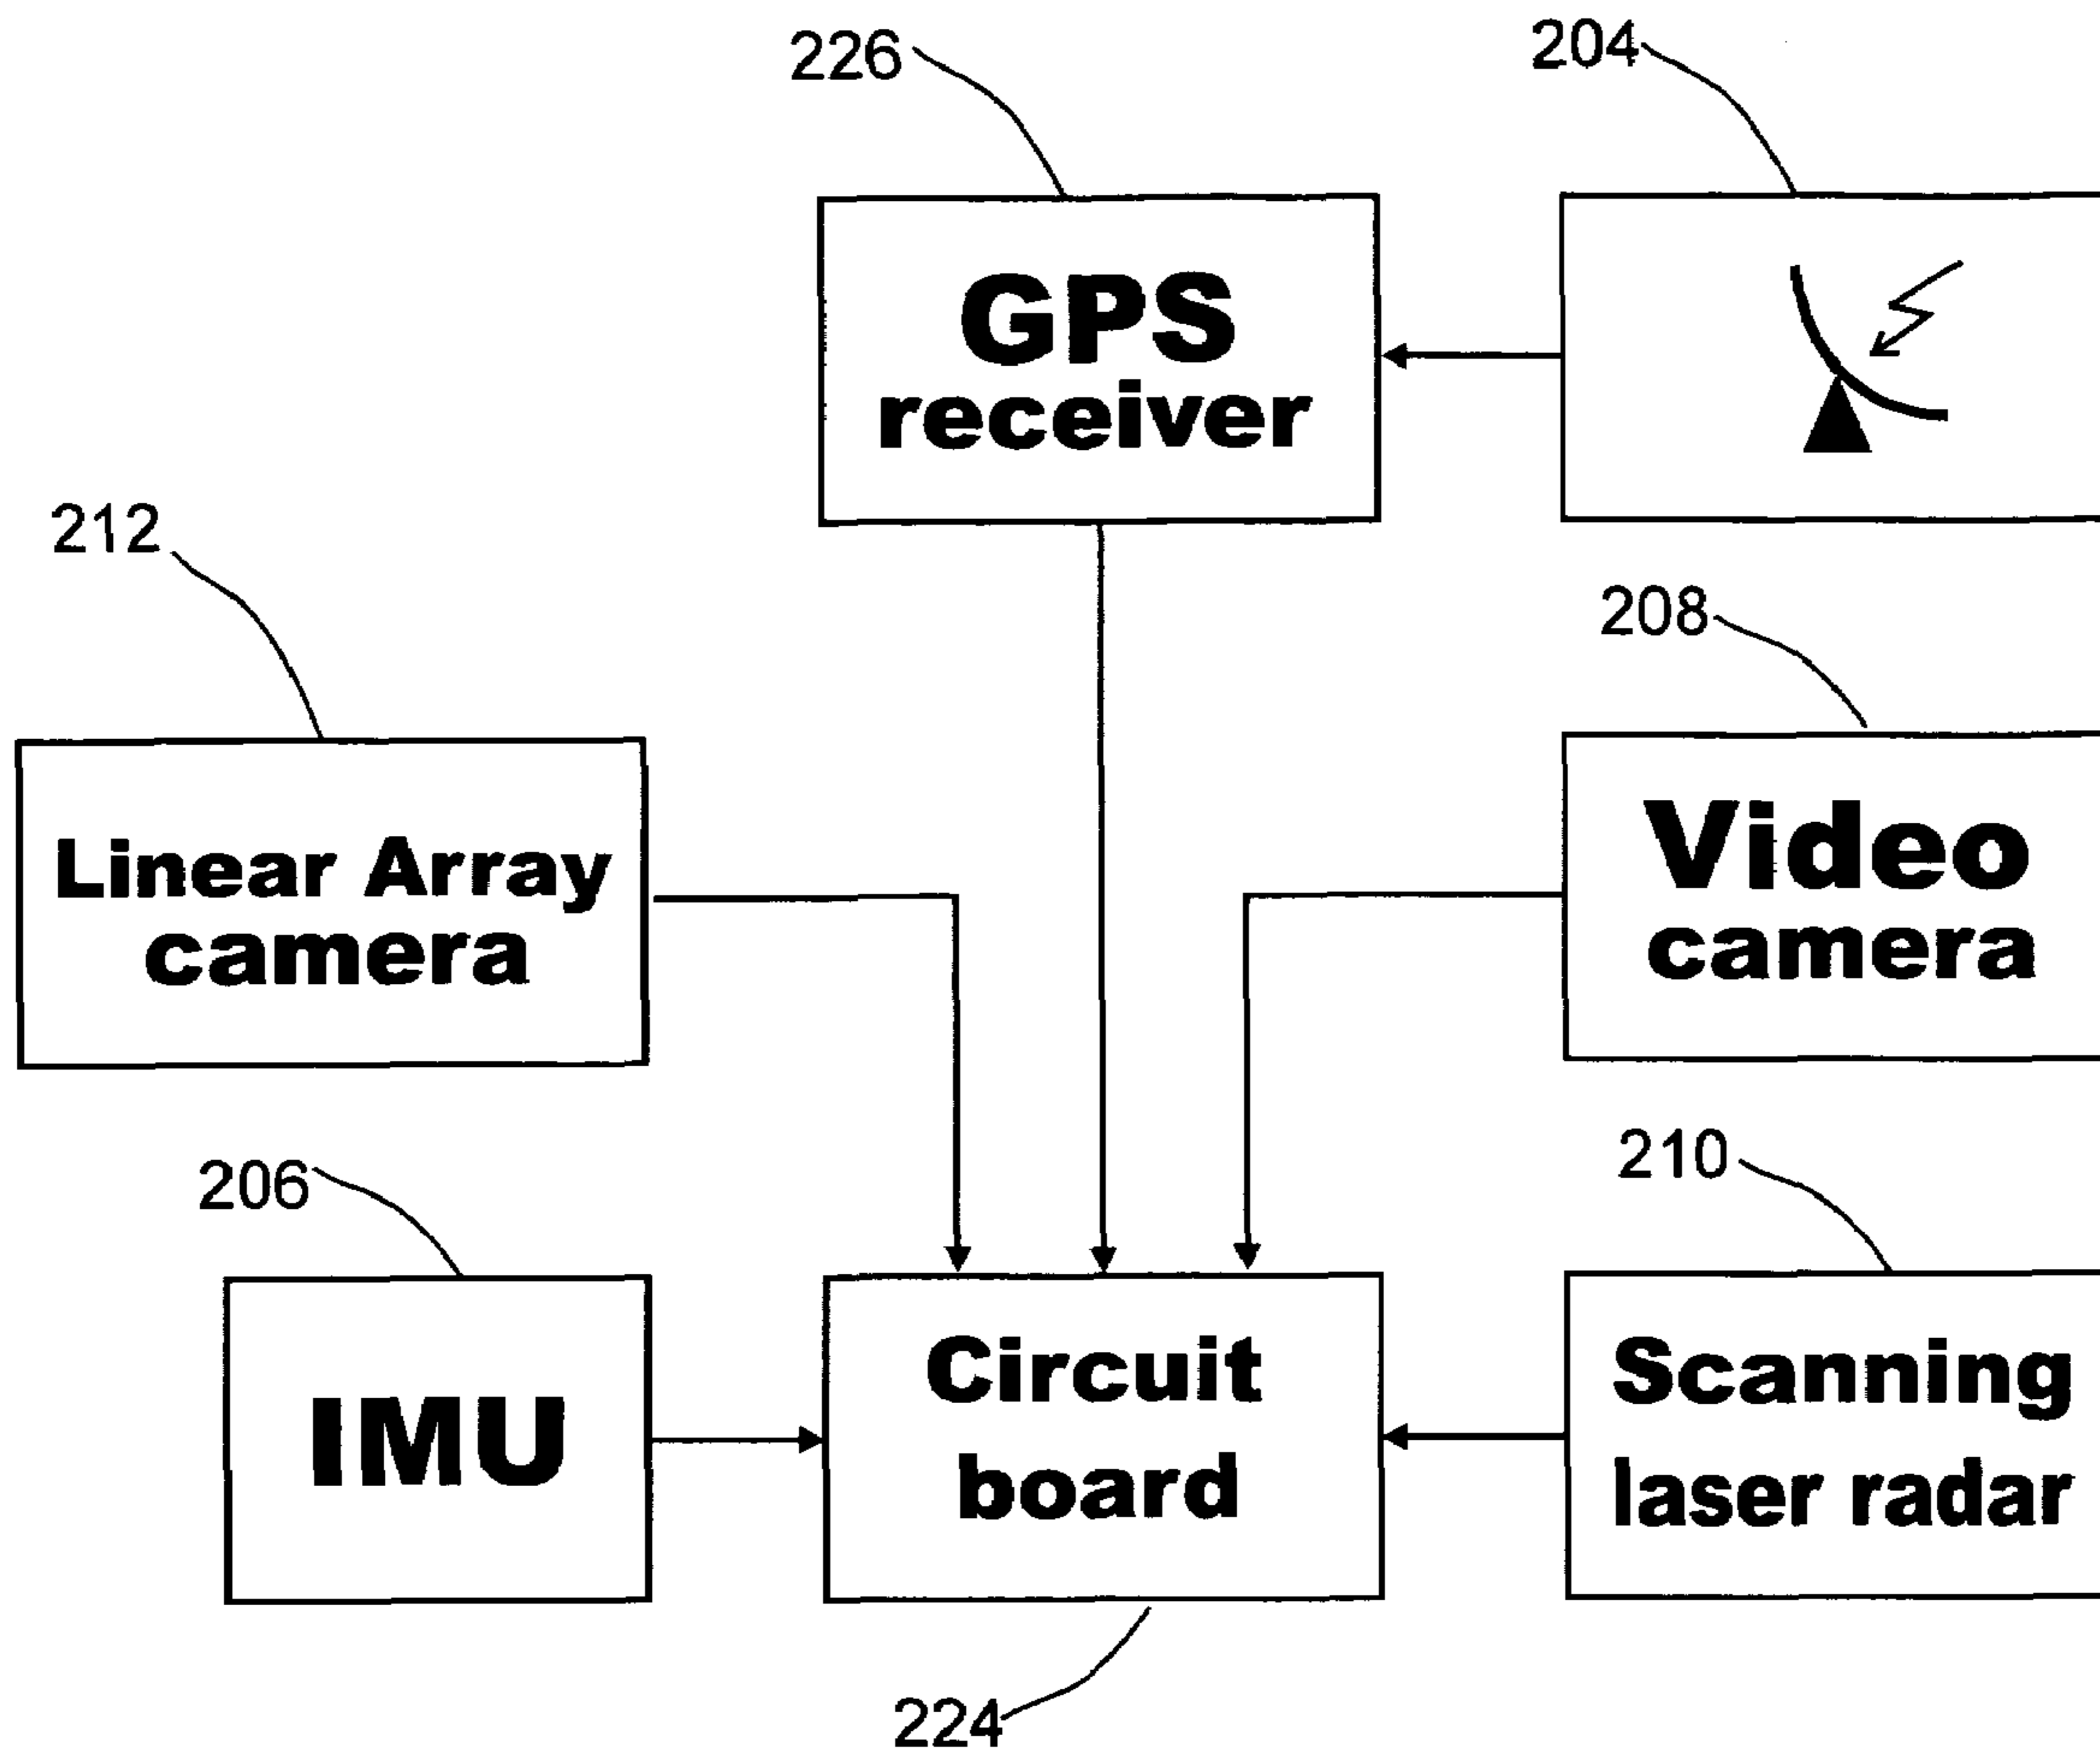 226
204
GPS
receiver
212
208
Linear Array
camera
Video
camera
206
210
IMU
Circuit
board
Scanning
laser radar
224